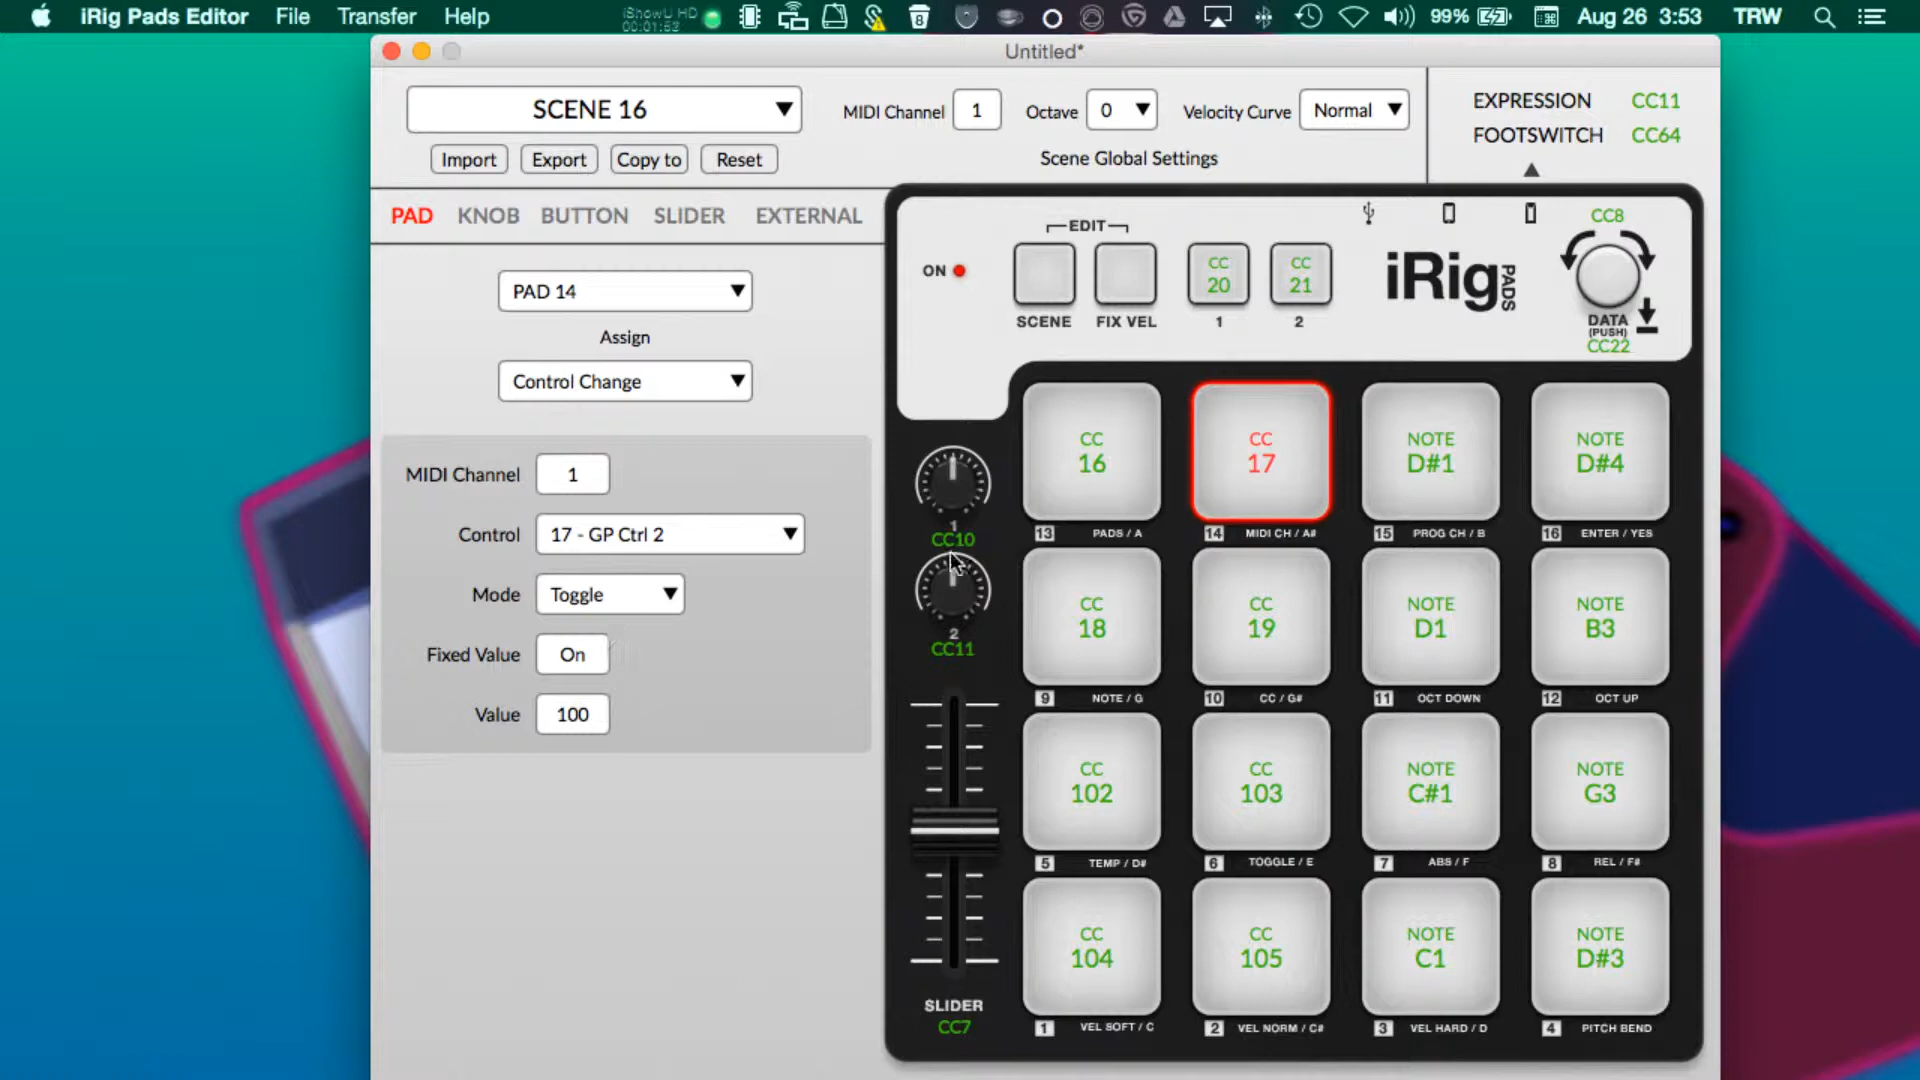 iRig Pads Editor File Transfer Help iShowU HD 00:01:53 8 99% Aug 26 3:53 TRW
Untitled*
SCENE 16
Import Export Copy to Reset
MIDI Channel 1 Octave 0 Velocity Curve Normal
Scene Global Settings
EXPRESSION CC11
FOOTSWITCH CC64
PAD KNOB BUTTON SLIDER EXTERNAL
PAD 14
Assign
Control Change
MIDI Channel 1
Control 17 - GP Ctrl 2
Mode Toggle
Fixed Value On
Value 100
EDIT
ON
SCENE FIX VEL
CC 20
CC 21
1 2
iRig PADS
CC8
DATA
(PUSH)
CC22
1
CC10
2
CC11
SLIDER
CC7
CC CC NOTE NOTE
16 17 D#1 D#4
13 PADS / A 14 MIDI CH / A# 15 PROG CH / B 16 ENTER / YES
CC CC NOTE NOTE
18 19 D1 B3
9 NOTE / G 10 CC / G# 11 OCT DOWN 12 OCT UP
CC CC NOTE NOTE
102 103 C#1 G3
5 TEMP / D# 6 TOGGLE / E 7 ABS / F 8 REL / F#
CC CC NOTE NOTE
104 105 C1 D#3
1 VEL SOFT / C 2 VEL NORM / C# 3 VEL HARD / D 4 PITCH BEND